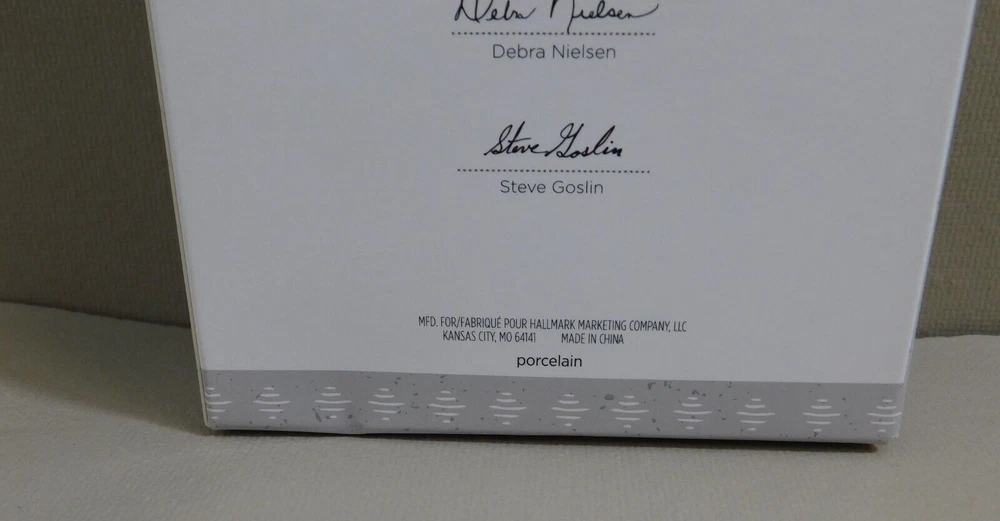 Debra Nielsen
Debra Nielsen
Steve Goslin
Steve Goslin
MFD. FOR/FABRIQUÉ POUR HALLMARK MARKETING COMPANY, LLC
KANSAS CITY, MO 64141 MADE IN CHINA
porcelain